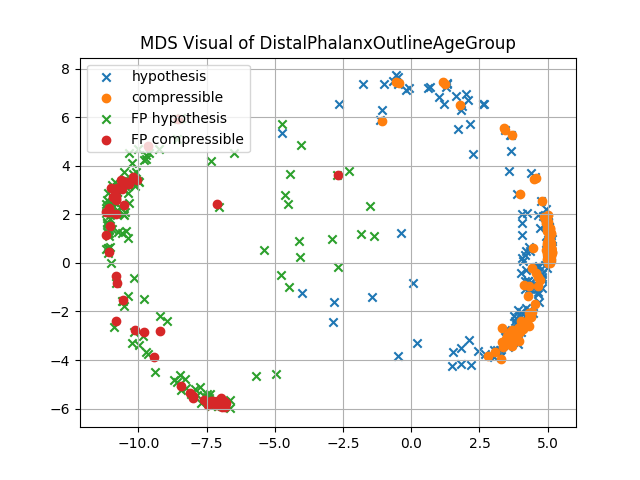 MDS Visual of DistalPhalanxOutlineAgeGroup
hypothesis
compressible
FP hypothesis
FP compressible
8
6
4
2
0
−2
−4
−6
−10.0 −7.5 −5.0 −2.5 0.0 2.5 5.0